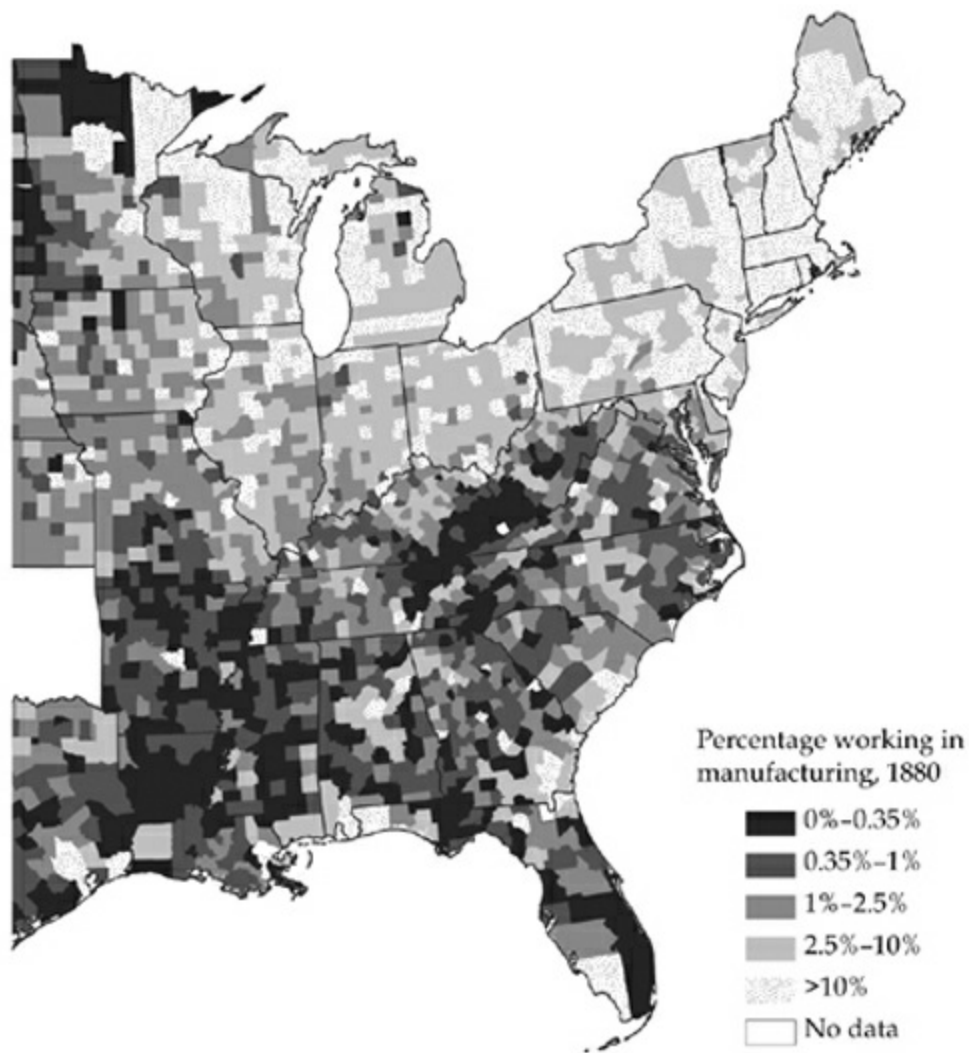 Percentage working in
manufacturing, 1880
0%–0.35%
0.35%–1%
1%–2.5%
2.5%–10%
>10%
No data